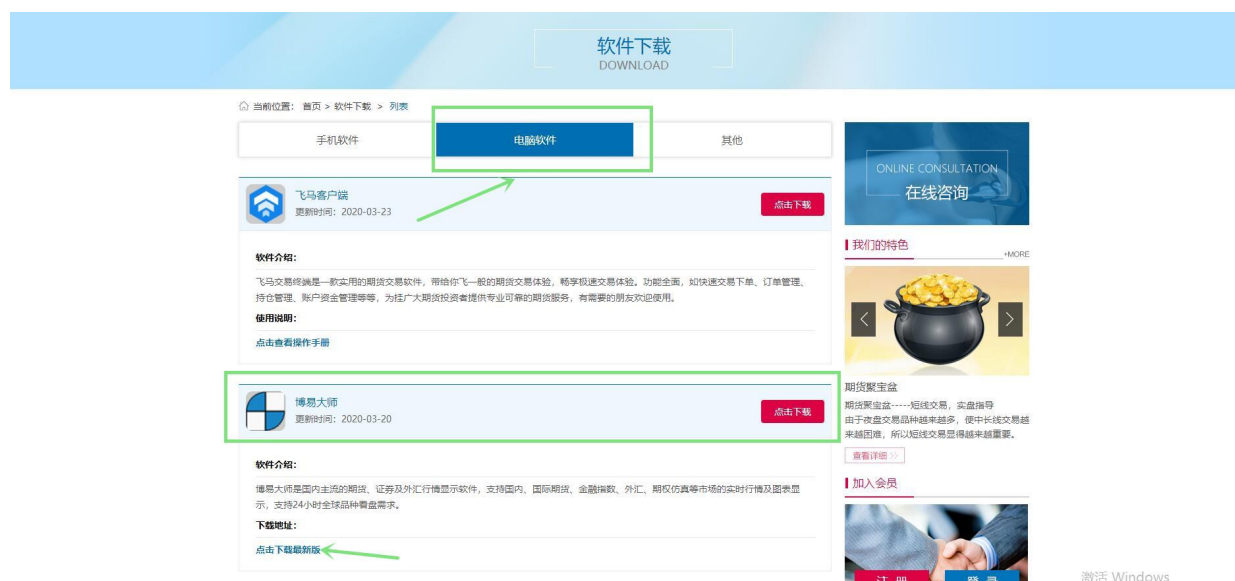 软件下载
DOWNLOAD
当前位置： 首页 > 软件下载 > 列表
手机软件
电脑软件
其他
飞马客户端
更新时间：2020-03-23
点击下载
软件介绍：
飞马交易终端是一款实用的期货交易软件，带给你飞一般的期货交易体验，畅享极速交易体验。功能全面，如快速交易下单、订单管理、
持仓管理、账户资金管理等等，为挂广大期货投资者提供专业可靠的期货服务，有需要的朋友欢迎使用。
使用说明：
点击查看操作手册
博易大师
更新时间：2020-03-20
点击下载
软件介绍：
博易大师是国内主流的期货、证券及外汇行情显示软件，支持国内、国际期货、金融指数、外汇、期权仿真等市场的实时行情及图表显
示，支持24小时全球品种看盘需求。
下载地址：
点击下载最新版
ONLINE CONSULTATION
在线咨询
我们的特色
+MORE
期货聚宝盆
期货聚宝盆-----短线交易，实盘指导
由于夜盘交易品种越来越多，使中长线交易越
来越困难，所以短线交易显得越来越重要。
查看详细 >>
加入会员
注 册
登 录
激活 Windows